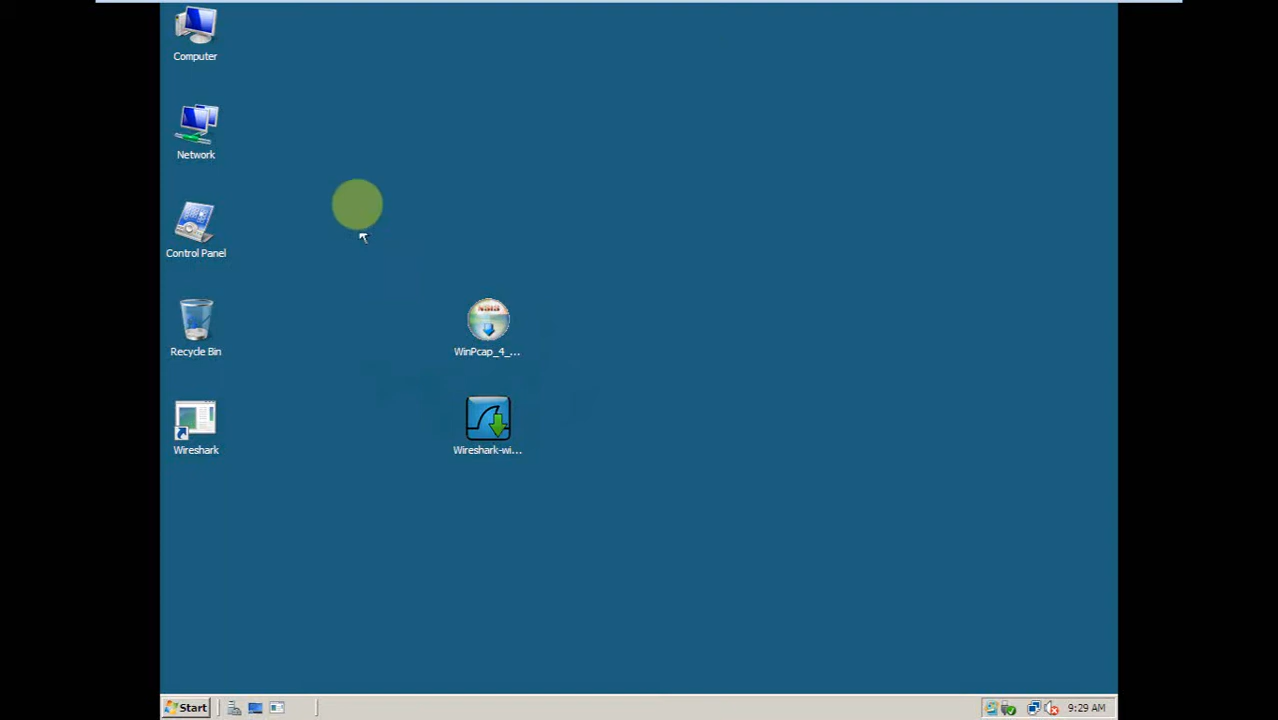 Computer
Network
Control Panel
Recycle Bin
WinPcap_4_...
Wireshark
Wireshark-wi...
Start
9:29 AM